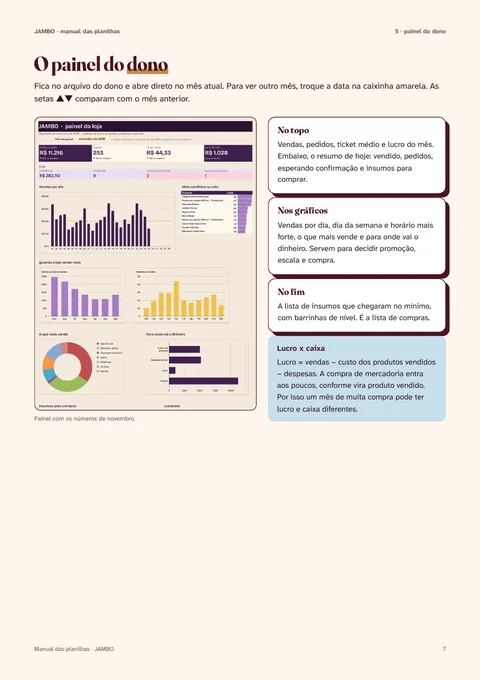 JAMBO · manual das planilhas
5 · painel do dono
O painel do dono
Fica no arquivo do dono e abre direto no mês atual. Para ver outro mês, troque a data na caixinha amarela. As
setas ▲▼ comparam com o mês anterior.
JAMBO · painel da loja
novembro de 2025
R$ 11,216
253
R$ 44,33
R$ 1.028
R$ 282,50
9
2
1
Vendas por dia
Mais vendidos no mês
Quando a loja vende mais
O que mais vende
Para onde vai o dinheiro
Insumos para comprar
Painel com os números de novembro.
No topo
Vendas, pedidos, ticket médio e lucro do mês.
Embaixo, o resumo de hoje: vendido, pedidos,
esperando confirmação e insumos para
comprar.
Nos gráficos
Vendas por dia, dia da semana e horário mais
forte, o que mais vende e para onde vai o
dinheiro. Servem para decidir promoção,
escala e compra.
No fim
A lista de insumos que chegaram no mínimo,
com barrinhas de nível. É a lista de compras.
Lucro x caixa
Lucro = vendas − custo dos produtos vendidos
− despesas. A compra de mercadoria entra
aos poucos, conforme vira produto vendido.
Por isso um mês de muita compra pode ter
lucro e caixa diferentes.
Manual das planilhas · JAMBO
7